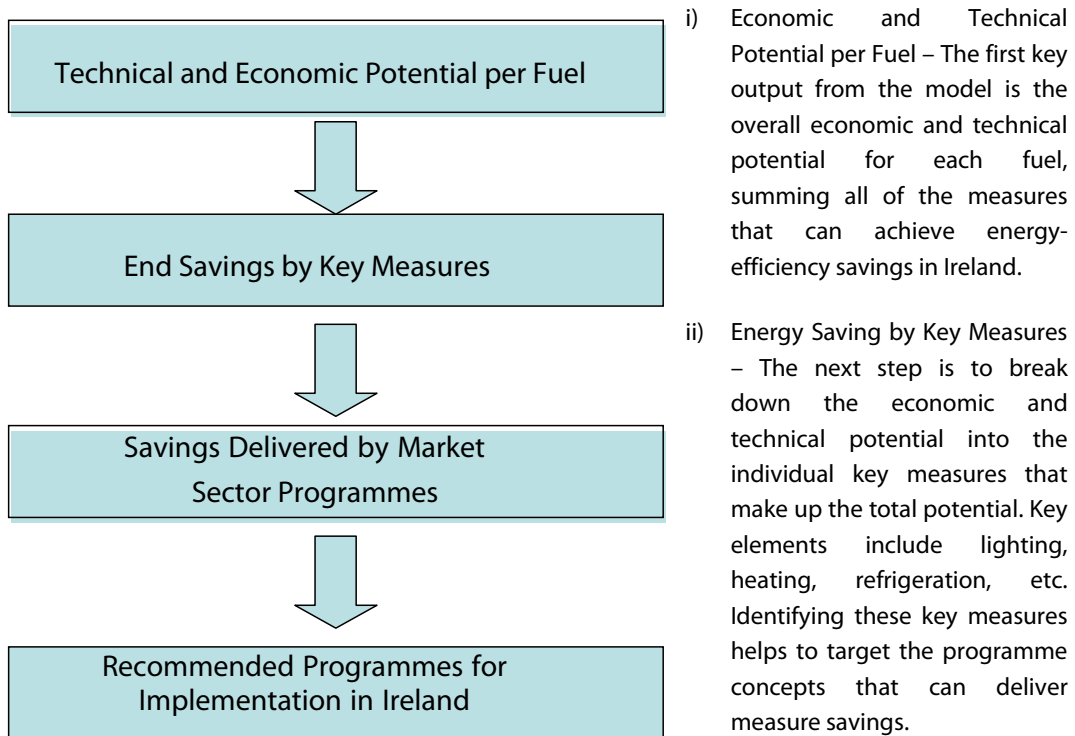 Technical and Economic Potential per Fuel
End Savings by Key Measures
Savings Delivered by Market
Sector Programmes
Recommended Programmes for
Implementation in Ireland
i) Economic and Technical
Potential per Fuel – The first key
output from the model is the
overall economic and technical
potential for each fuel,
summing all of the measures
that can achieve energy-
efficiency savings in Ireland.
ii) Energy Saving by Key Measures
– The next step is to break
down the economic and
technical potential into the
individual key measures that
make up the total potential. Key
elements include lighting,
heating, refrigeration, etc.
Identifying these key measures
helps to target the programme
concepts that can deliver
measure savings.